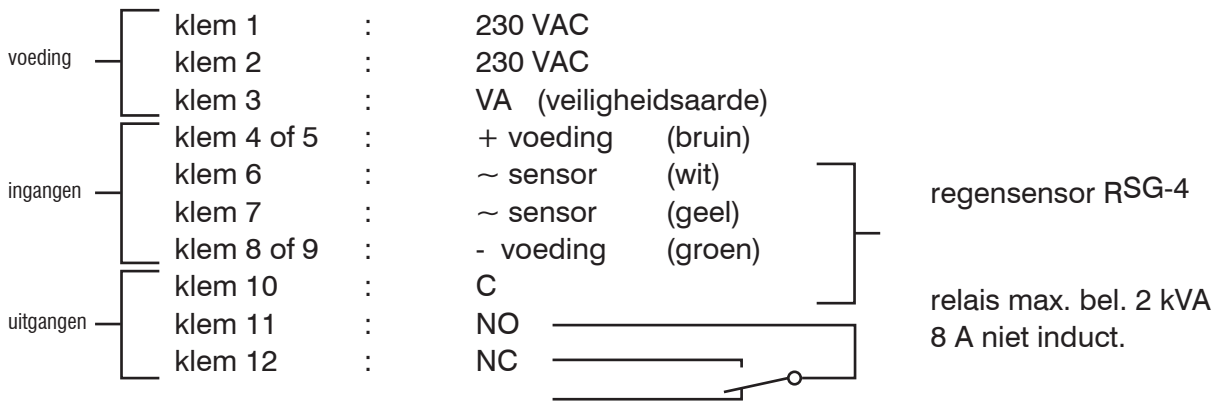 klem 1 : 230 VAC
voeding klem 2 : 230 VAC
klem 3 : VA (veiligheidsaarde)
klem 4 of 5 : + voeding (bruin)
klem 6 : ~ sensor (wit)
ingangen regensensor RSG-4
klem 7 : ~ sensor (geel)
klem 8 of 9 : - voeding (groen)
klem 10 : C
relais max. bel. 2 kVA
uitgangen klem 11 : NO
8 A niet induct.
klem 12 : NC